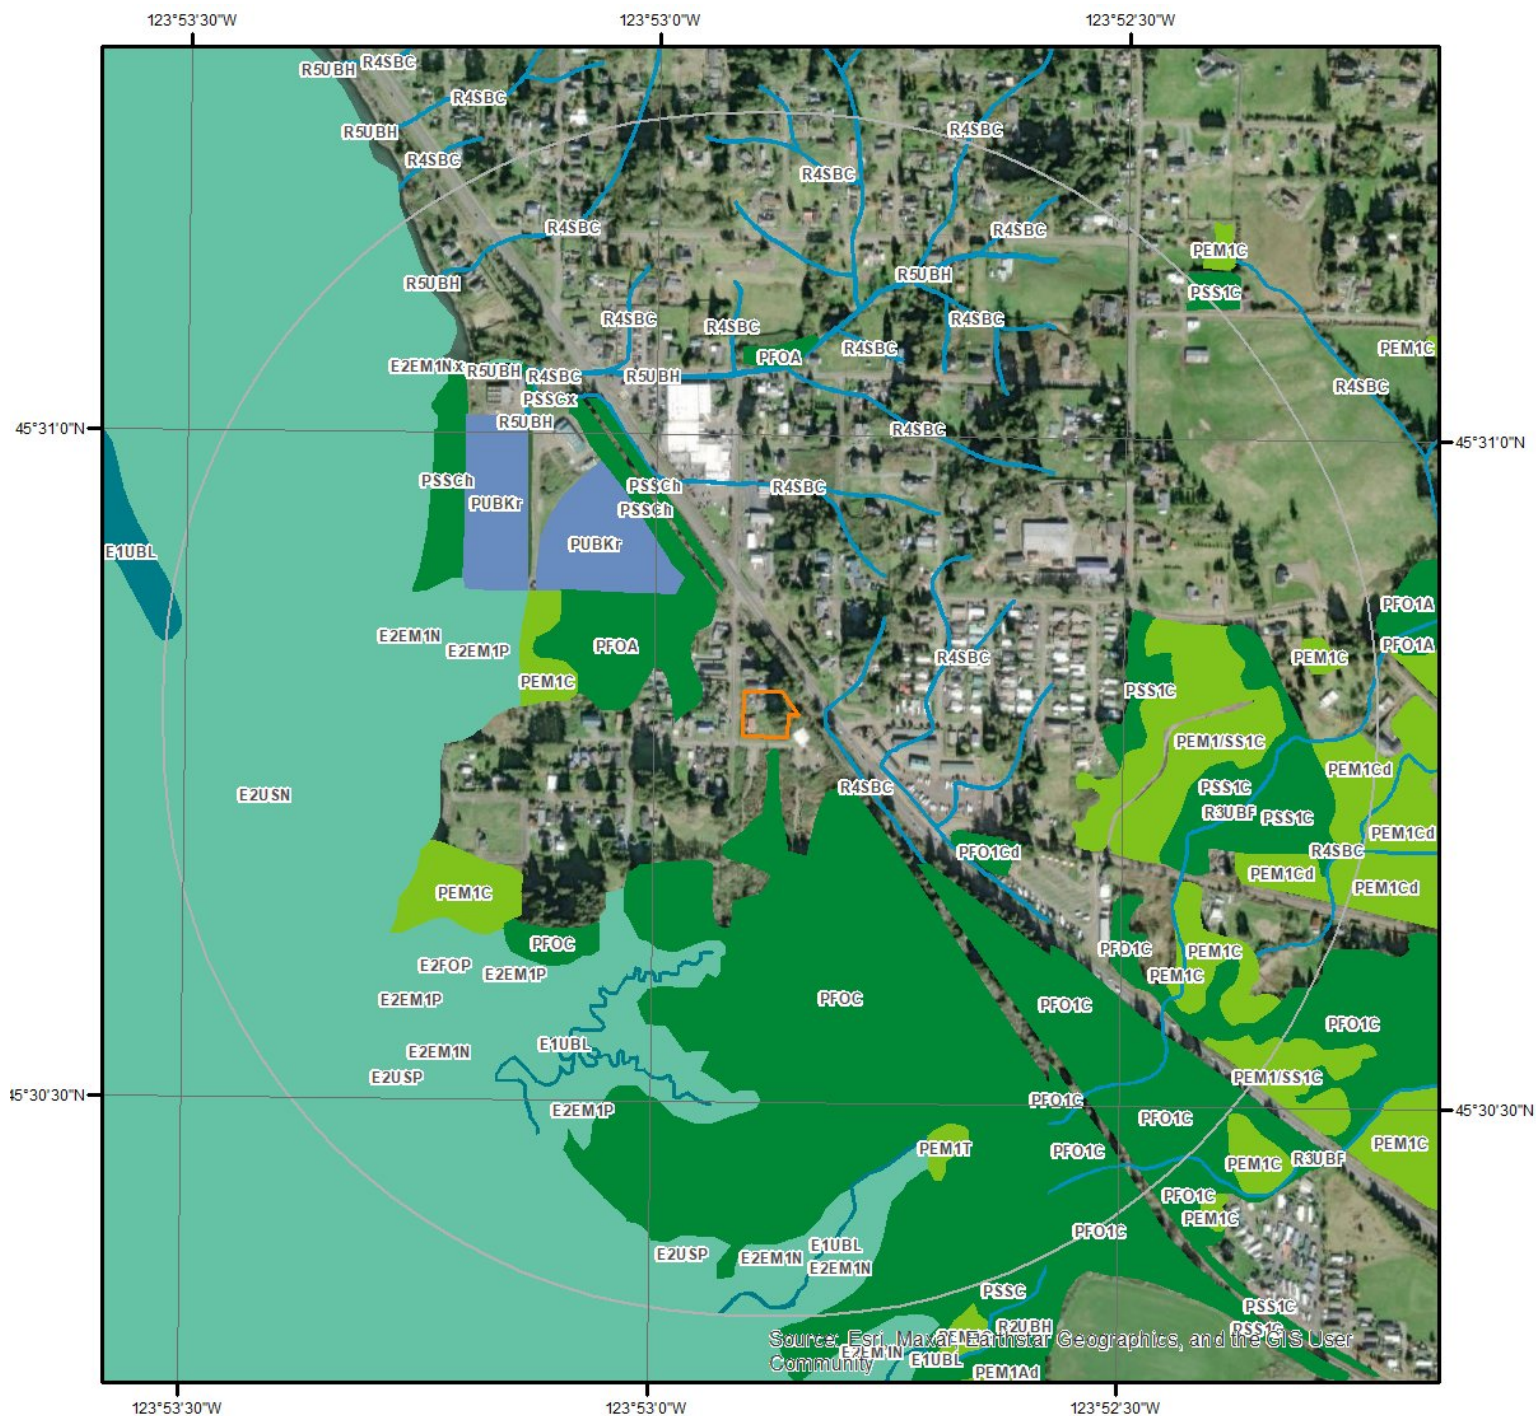 123°53'30"W
123°53'0"W
123°52'30"W
R5UBH
R4SBC
R4SBC
R5UBH
R4SBC
R4SBC
R4SBC
R4SBC
R4SBC
R5UBH
R5UBH
PEM1C
PSS1C
R4SBC
R4SBC
R4SBC
R4SBC
PEM1C
PFOA
E2EM1Nx
R5UBH
R4SBC
R5UBH
R4SBC
PSSCx
R5UBH
R4SBC
45°31'0"N
45°31'0"N
PSSCh
PUBKr
PSSCh
R4SBC
PSSCh
PUBKr
E1UBL
E2EM1N
E2EM1P
PFOA
PEM1C
R4SBC
PFO1A
PFO1A
PEM1C
PSS1C
PEM1/SS1C
PEM1Cd
E2USN
R4SBC
PSS1C
R3UBF
PSS1C
PEM1Cd
R4SBC
PFO1Cd
PEM1Cd
PEM1Cd
PEM1C
PFOC
PFO1C
PEM1C
E2FOP
E2EM1P
PEM1C
E2EM1P
PFOC
PFO1C
PFO1C
E2EM1N
E1UBL
E2USP
PEM1/SS1C
5°30'30"N
45°30'30"N
E2EM1P
PFO1C
PFO1C
PEM1T
PFO1C
PEM1C
R3UBF
PEM1C
PFO1C
PEM1C
PFO1C
E2USP
E2EM1N
E1UBL
E2EM1N
PSSC
PSS1C
R2UBH
PSS1C
Source: Esri, Maxar, Earthstar Geographics, and the GIS User
Community
E2EM1N
E1UBL
PEM1Ad
123°53'30"W
123°53'0"W
123°52'30"W